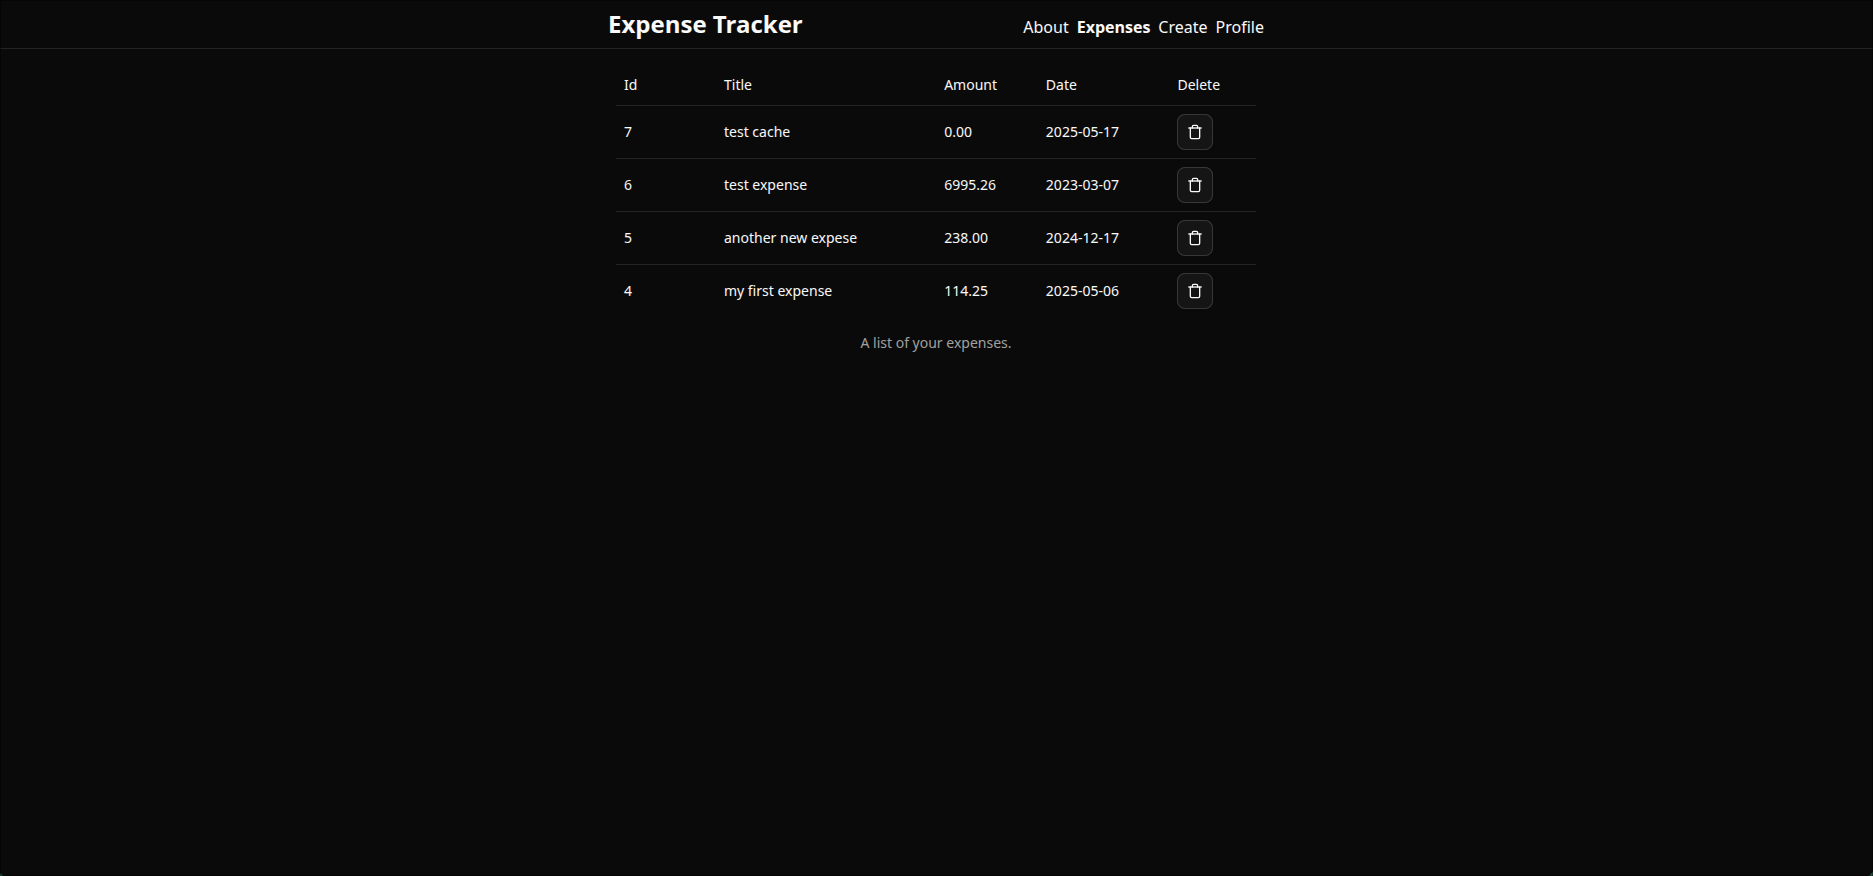 Expense Tracker About Expenses Create Profile
Id Title Amount Date Delete
7 test cache 0.00 2025-05-17
6 test expense 6995.26 2023-03-07
5 another new expese 238.00 2024-12-17
4 my first expense 114.25 2025-05-06
A list of your expenses.